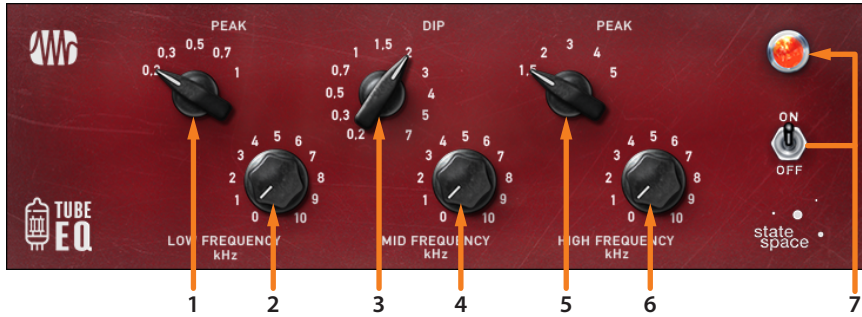 PEAK DIP PEAK
0,2 0,3 0,5 0,7 1
0,2 0,3 0,5 0,7 1 1,5 2 3 4 5 7
1,5 2 3 4 5
ON
OFF
0 1 2 3 4 5 6 7 8 9 10
0 1 2 3 4 5 6 7 8 9 10
0 1 2 3 4 5 6 7 8 9 10
TUBE
EQ
LOW FREQUENCY
kHz
MID FREQUENCY
kHz
HIGH FREQUENCY
kHz
state
space
1 2 3 4 5 6 7